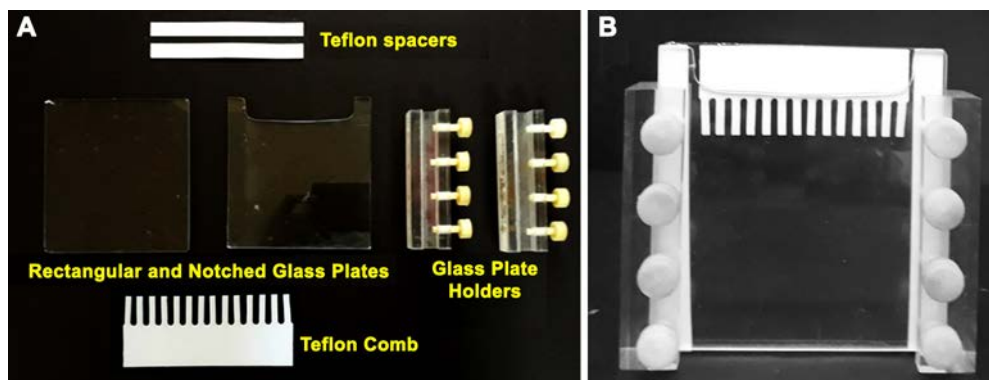 A
Teflon spacers
Rectangular and Notched Glass Plates
Glass Plate
Holders
Teflon Comb
B